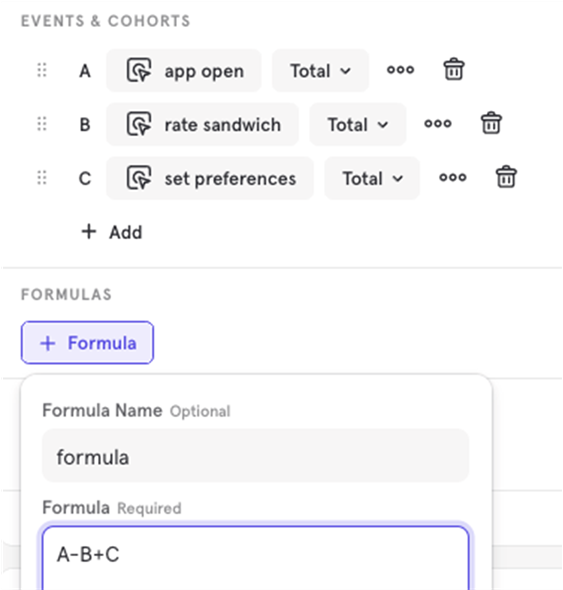 EVENTS & COHORTS
A app open Total
B rate sandwich Total
C set preferences Total
+ Add
FORMULAS
+ Formula
Formula Name Optional
formula
Formula Required
A-B+C